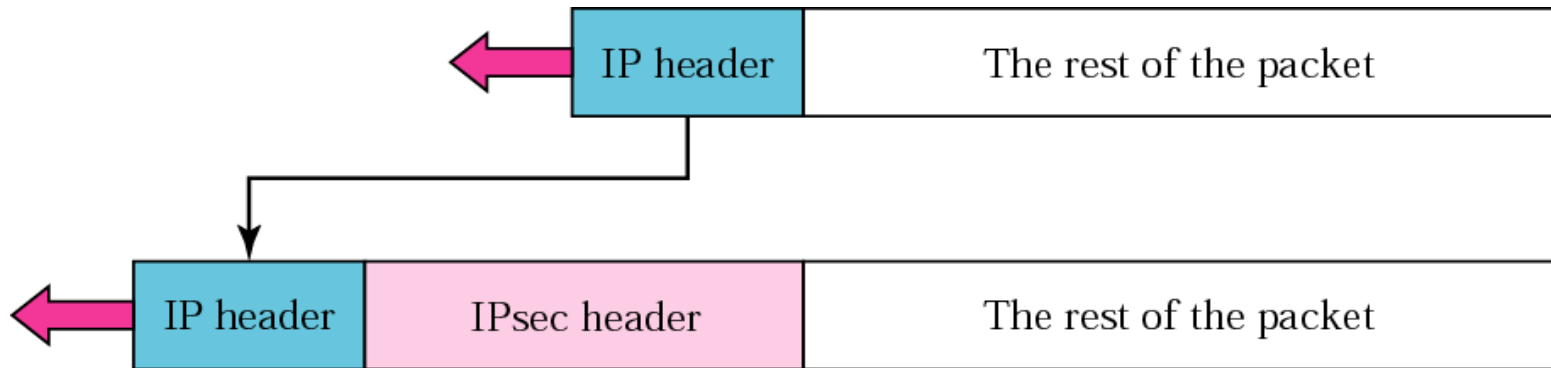 IP header The rest of the packet
IP header IPsec header The rest of the packet